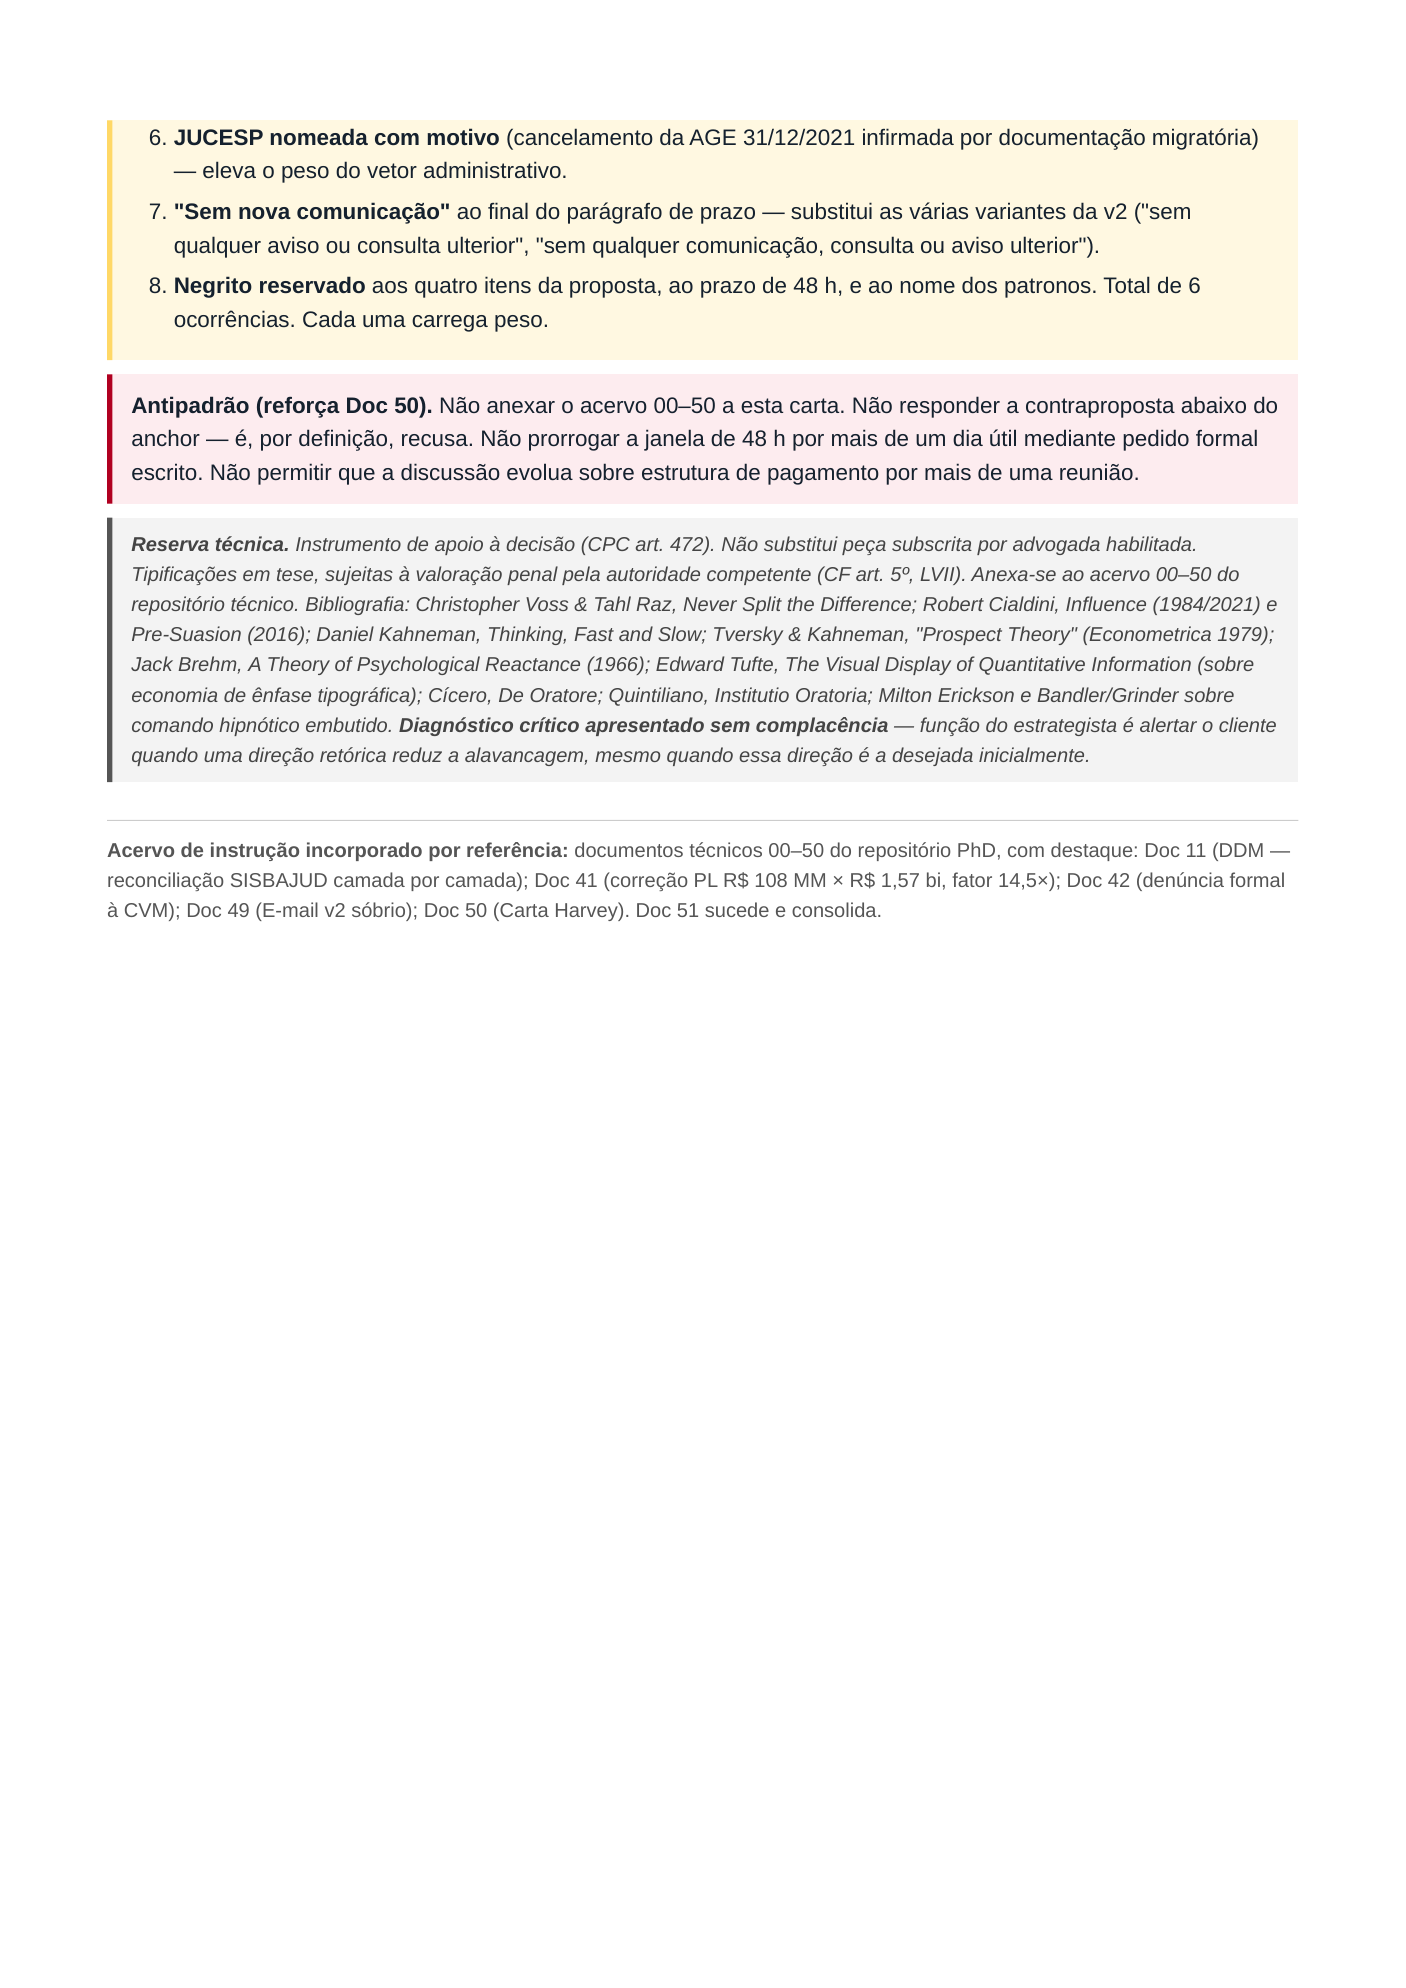 6. JUCESP nomeada com motivo (cancelamento da AGE 31/12/2021 infirmada por documentação migratória)
— eleva o peso do vetor administrativo.
7. "Sem nova comunicação" ao final do parágrafo de prazo — substitui as várias variantes da v2 ("sem
qualquer aviso ou consulta ulterior", "sem qualquer comunicação, consulta ou aviso ulterior").
8. Negrito reservado aos quatro itens da proposta, ao prazo de 48 h, e ao nome dos patronos. Total de 6
ocorrências. Cada uma carrega peso.
Antipadrão (reforça Doc 50). Não anexar o acervo 00–50 a esta carta. Não responder a contraproposta abaixo do
anchor — é, por definição, recusa. Não prorrogar a janela de 48 h por mais de um dia útil mediante pedido formal
escrito. Não permitir que a discussão evolua sobre estrutura de pagamento por mais de uma reunião.
Reserva técnica. Instrumento de apoio à decisão (CPC art. 472). Não substitui peça subscrita por advogada habilitada.
Tipificações em tese, sujeitas à valoração penal pela autoridade competente (CF art. 5º, LVII). Anexa-se ao acervo 00–50 do
repositório técnico. Bibliografia: Christopher Voss & Tahl Raz, Never Split the Difference; Robert Cialdini, Influence (1984/2021) e
Pre-Suasion (2016); Daniel Kahneman, Thinking, Fast and Slow; Tversky & Kahneman, "Prospect Theory" (Econometrica 1979);
Jack Brehm, A Theory of Psychological Reactance (1966); Edward Tufte, The Visual Display of Quantitative Information (sobre
economia de ênfase tipográfica); Cícero, De Oratore; Quintiliano, Institutio Oratoria; Milton Erickson e Bandler/Grinder sobre
comando hipnótico embutido. Diagnóstico crítico apresentado sem complacência — função do estrategista é alertar o cliente
quando uma direção retórica reduz a alavancagem, mesmo quando essa direção é a desejada inicialmente.
Acervo de instrução incorporado por referência: documentos técnicos 00–50 do repositório PhD, com destaque: Doc 11 (DDM —
reconciliação SISBAJUD camada por camada); Doc 41 (correção PL R$ 108 MM × R$ 1,57 bi, fator 14,5×); Doc 42 (denúncia formal
à CVM); Doc 49 (E-mail v2 sóbrio); Doc 50 (Carta Harvey). Doc 51 sucede e consolida.